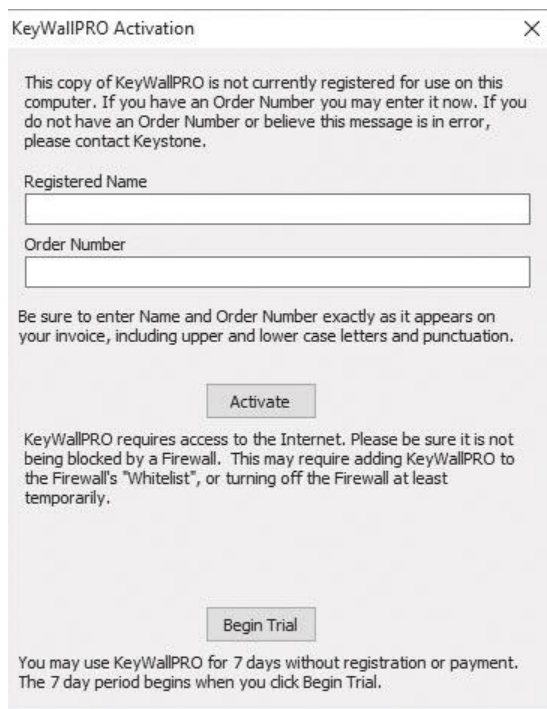 KeyWallPRO Activation
This copy of KeyWallPRO is not currently registered for use on this
computer. If you have an Order Number you may enter it now. If you
do not have an Order Number or believe this message is in error,
please contact Keystone.
Registered Name
Order Number
Be sure to enter Name and Order Number exactly as it appears on
your invoice, including upper and lower case letters and punctuation.
Activate
KeyWallPRO requires access to the Internet. Please be sure it is not
being blocked by a Firewall.  This may require adding KeyWallPRO to
the Firewall's "Whitelist", or turning off the Firewall at least
temporarily.
Begin Trial
You may use KeyWallPRO for 7 days without registration or payment.
The 7 day period begins when you click Begin Trial.